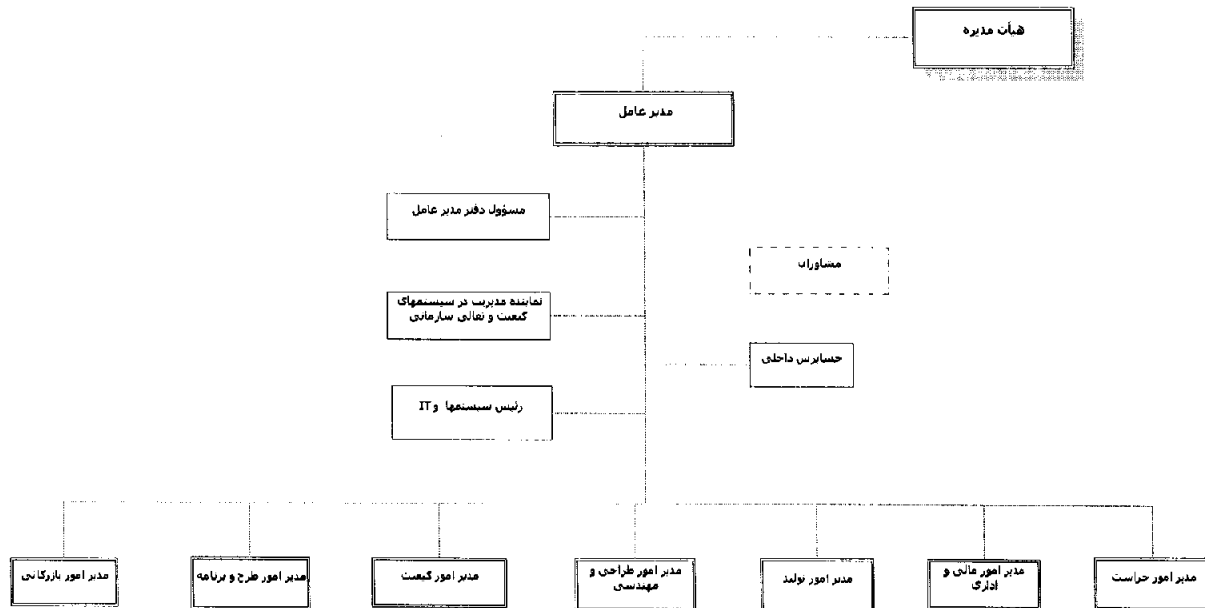 هیأت مدیره
مدیر عامل
مسؤول دفتر مدیر عامل
مشاوران
نماینده مدیریت در سیستمهای
کیفیت و تعالی سازمانی
حسابرس داخلی
رئیس سیستمها و IT
مدیر امور حراست
مدیر امور مالی و
اداری
مدیر امور تولید
مدیر امور طراحی و
مهندسی
مدیر امور کیفیت
مدیر امور طرح و برنامه
مدیر امور بازرگانی